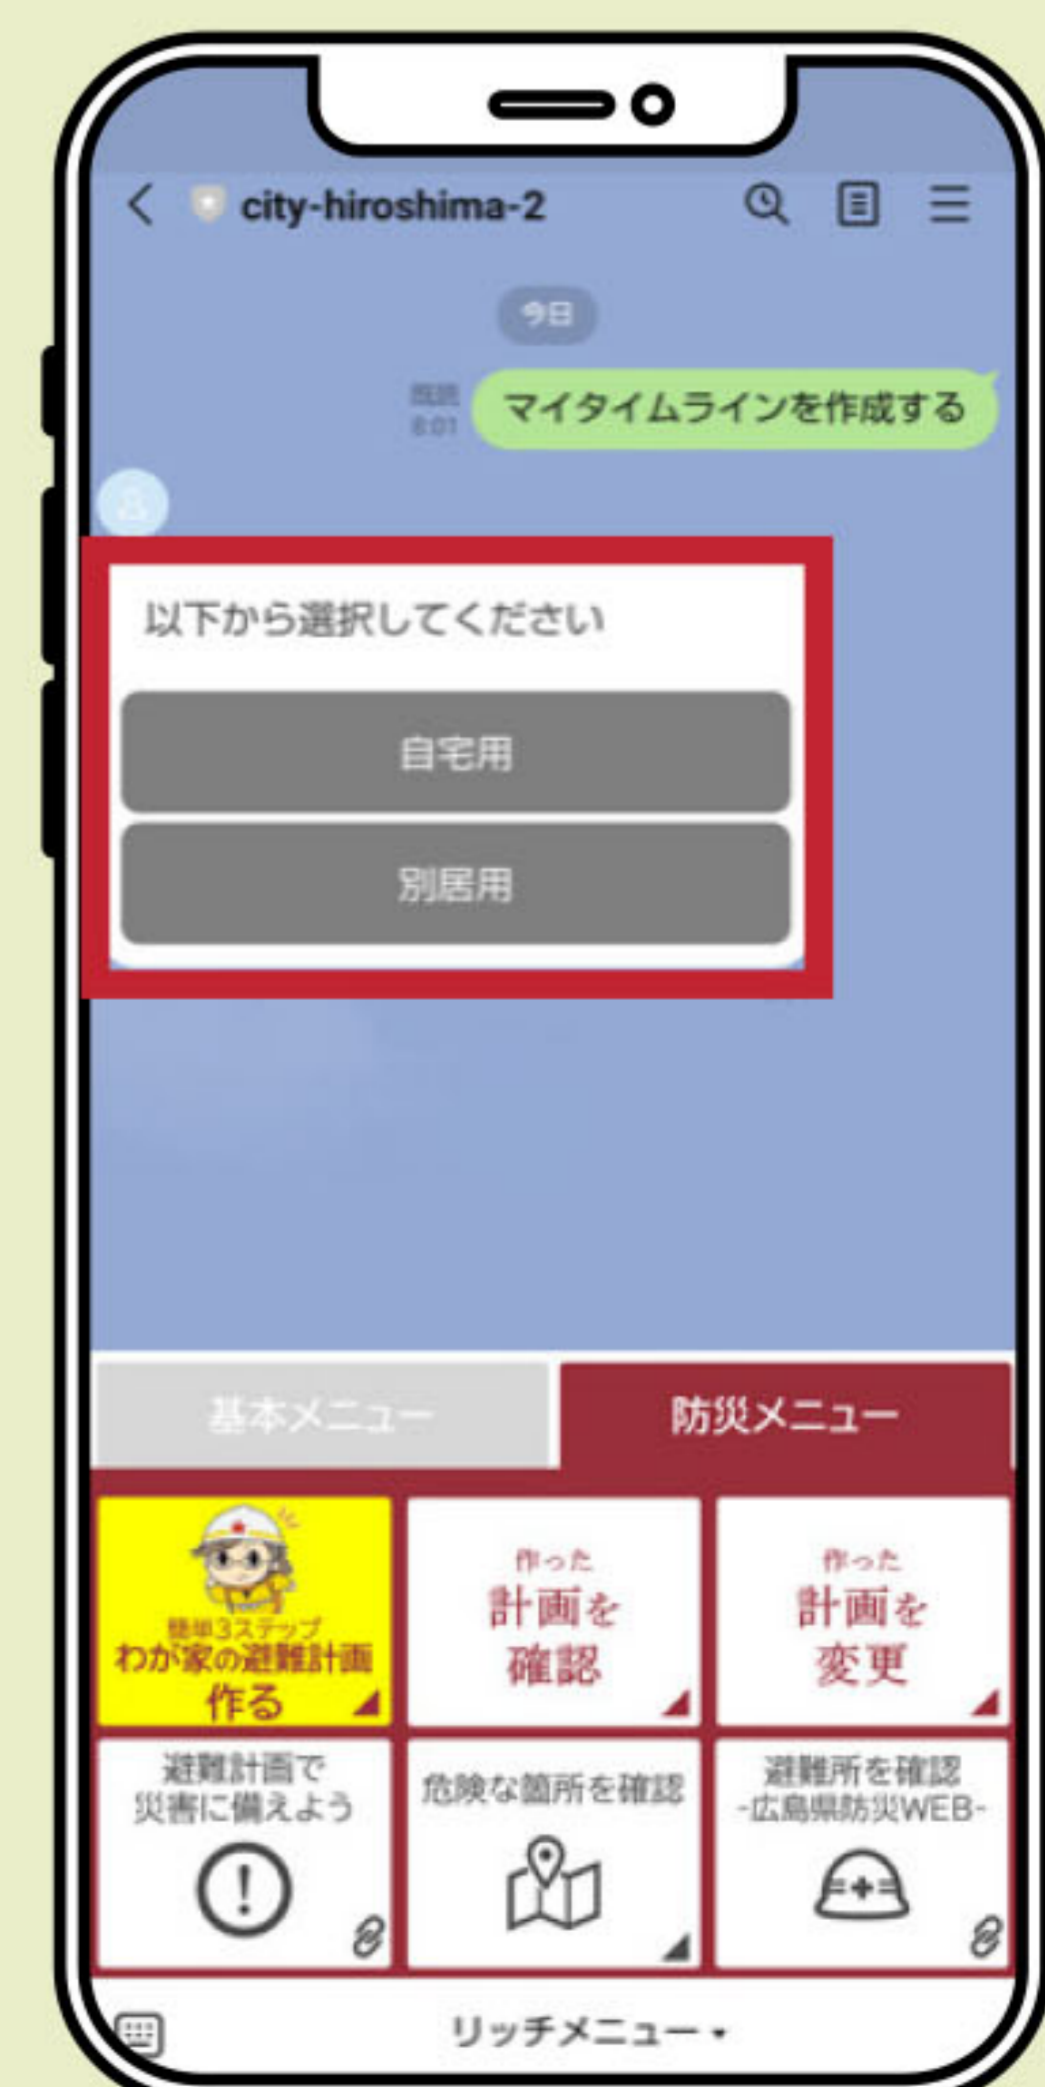 city-hiroshima-2
今日
既読
8:01
マイタイムラインを作成する
以下から選択してください
自宅用
別居用
基本メニュー
防災メニュー
簡単3ステップ
わが家の避難計画
作る
作った
計画を
確認
作った
計画を
変更
避難計画で
災害に備えよう
危険な箇所を確認
避難所を確認
-広島県防災WEB-
リッチメニュー